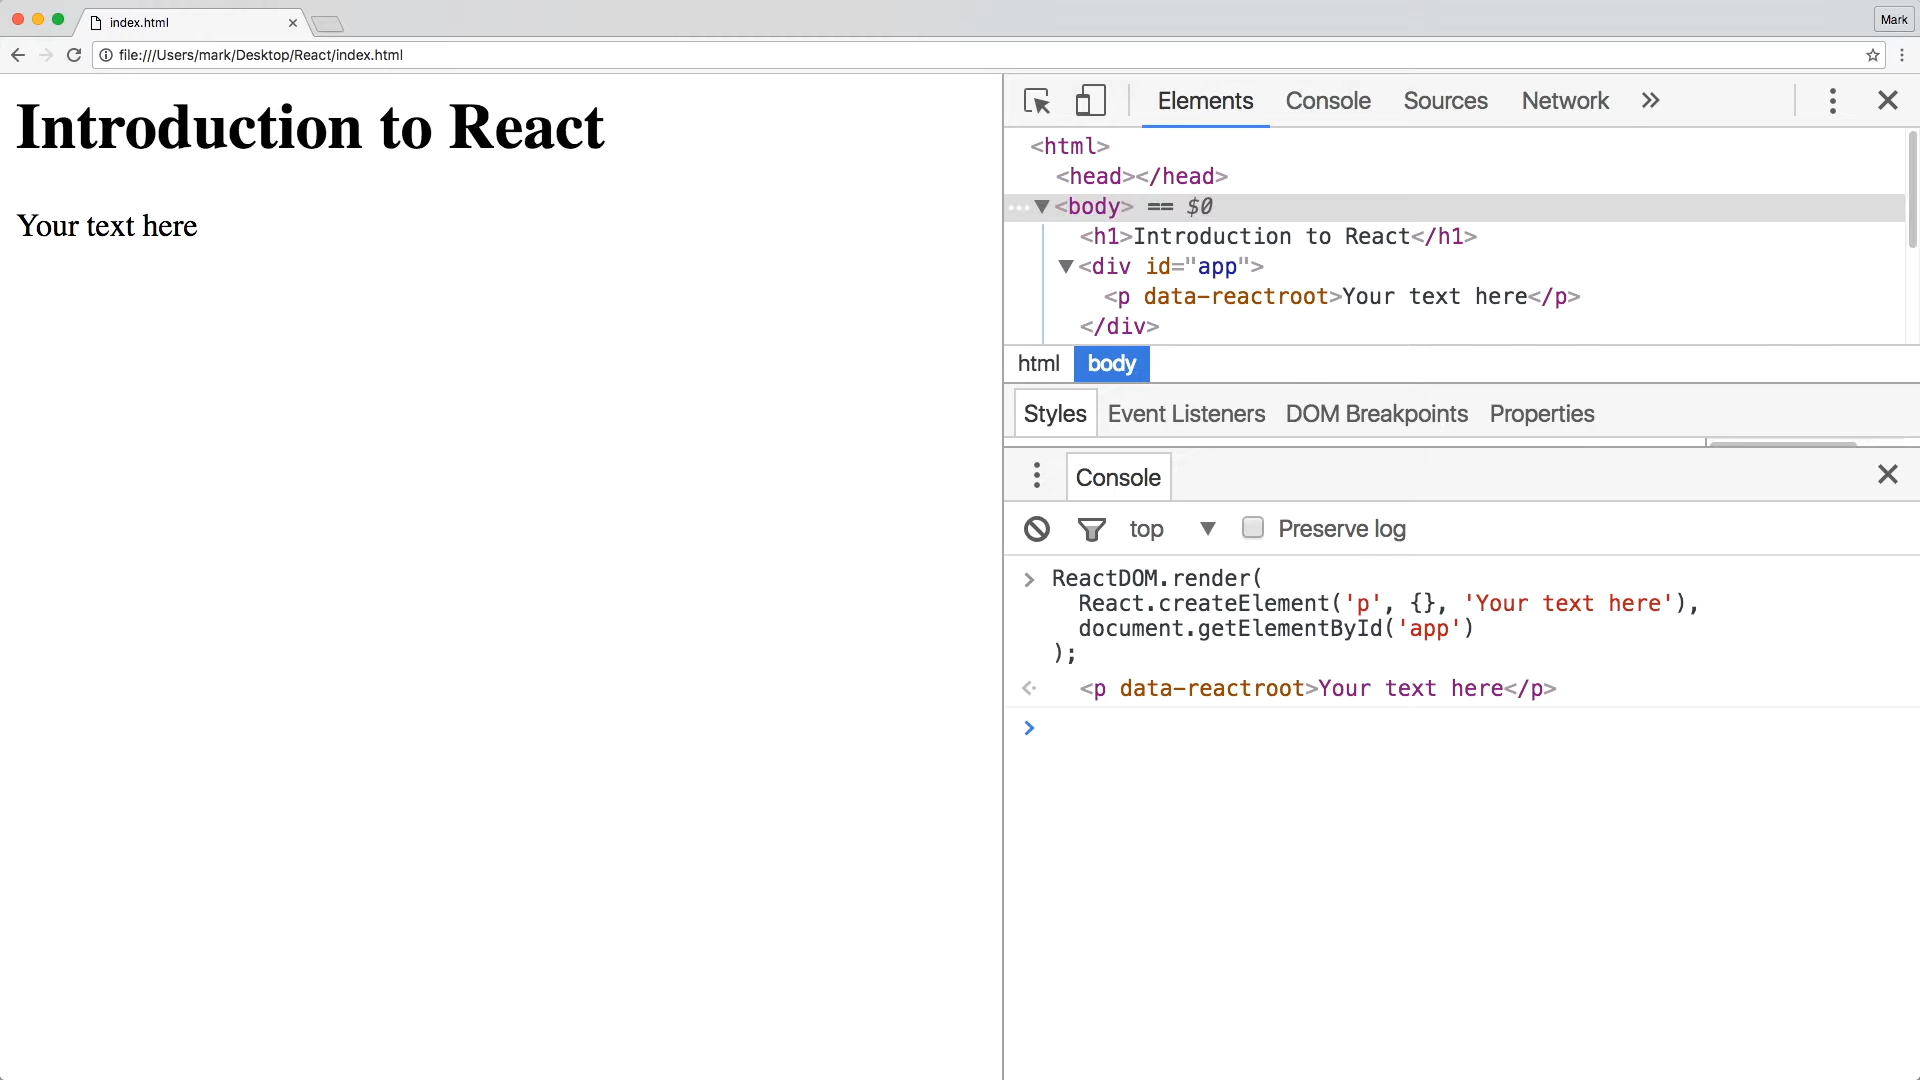 index.html
Mark
file:///Users/mark/Desktop/React/index.html
Introduction to React
Your text here
Elements Console Sources Network »
<html>
<head></head>
<body> == $0
<h1>Introduction to React</h1>
<div id="app">
<p data-reactroot>Your text here</p>
</div>
html body
Styles Event Listeners DOM Breakpoints Properties
Console
top Preserve log
> ReactDOM.render(
React.createElement('p', {}, 'Your text here'),
document.getElementById('app')
);
<p data-reactroot>Your text here</p>
>